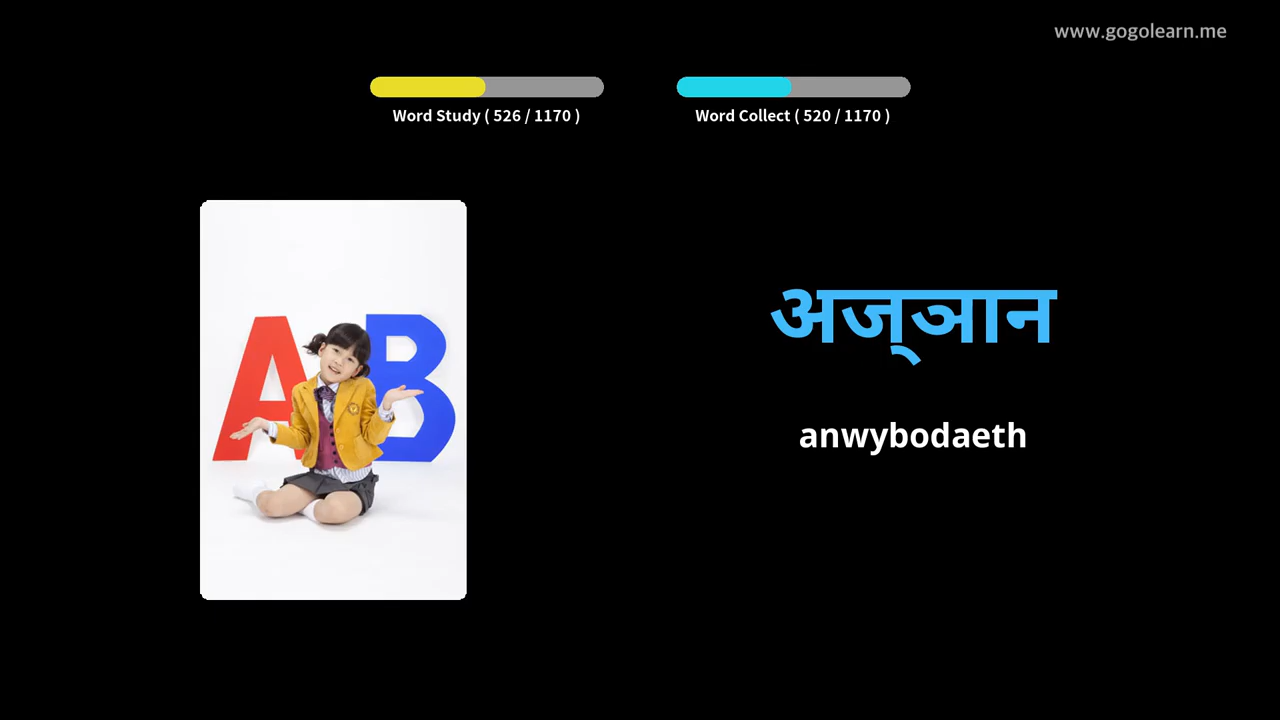 www.gogolearn.me
Word Study ( 526 / 1170 )
Word Collect ( 520 / 1170 )
A B
अज्‌ञान
anwybodaeth